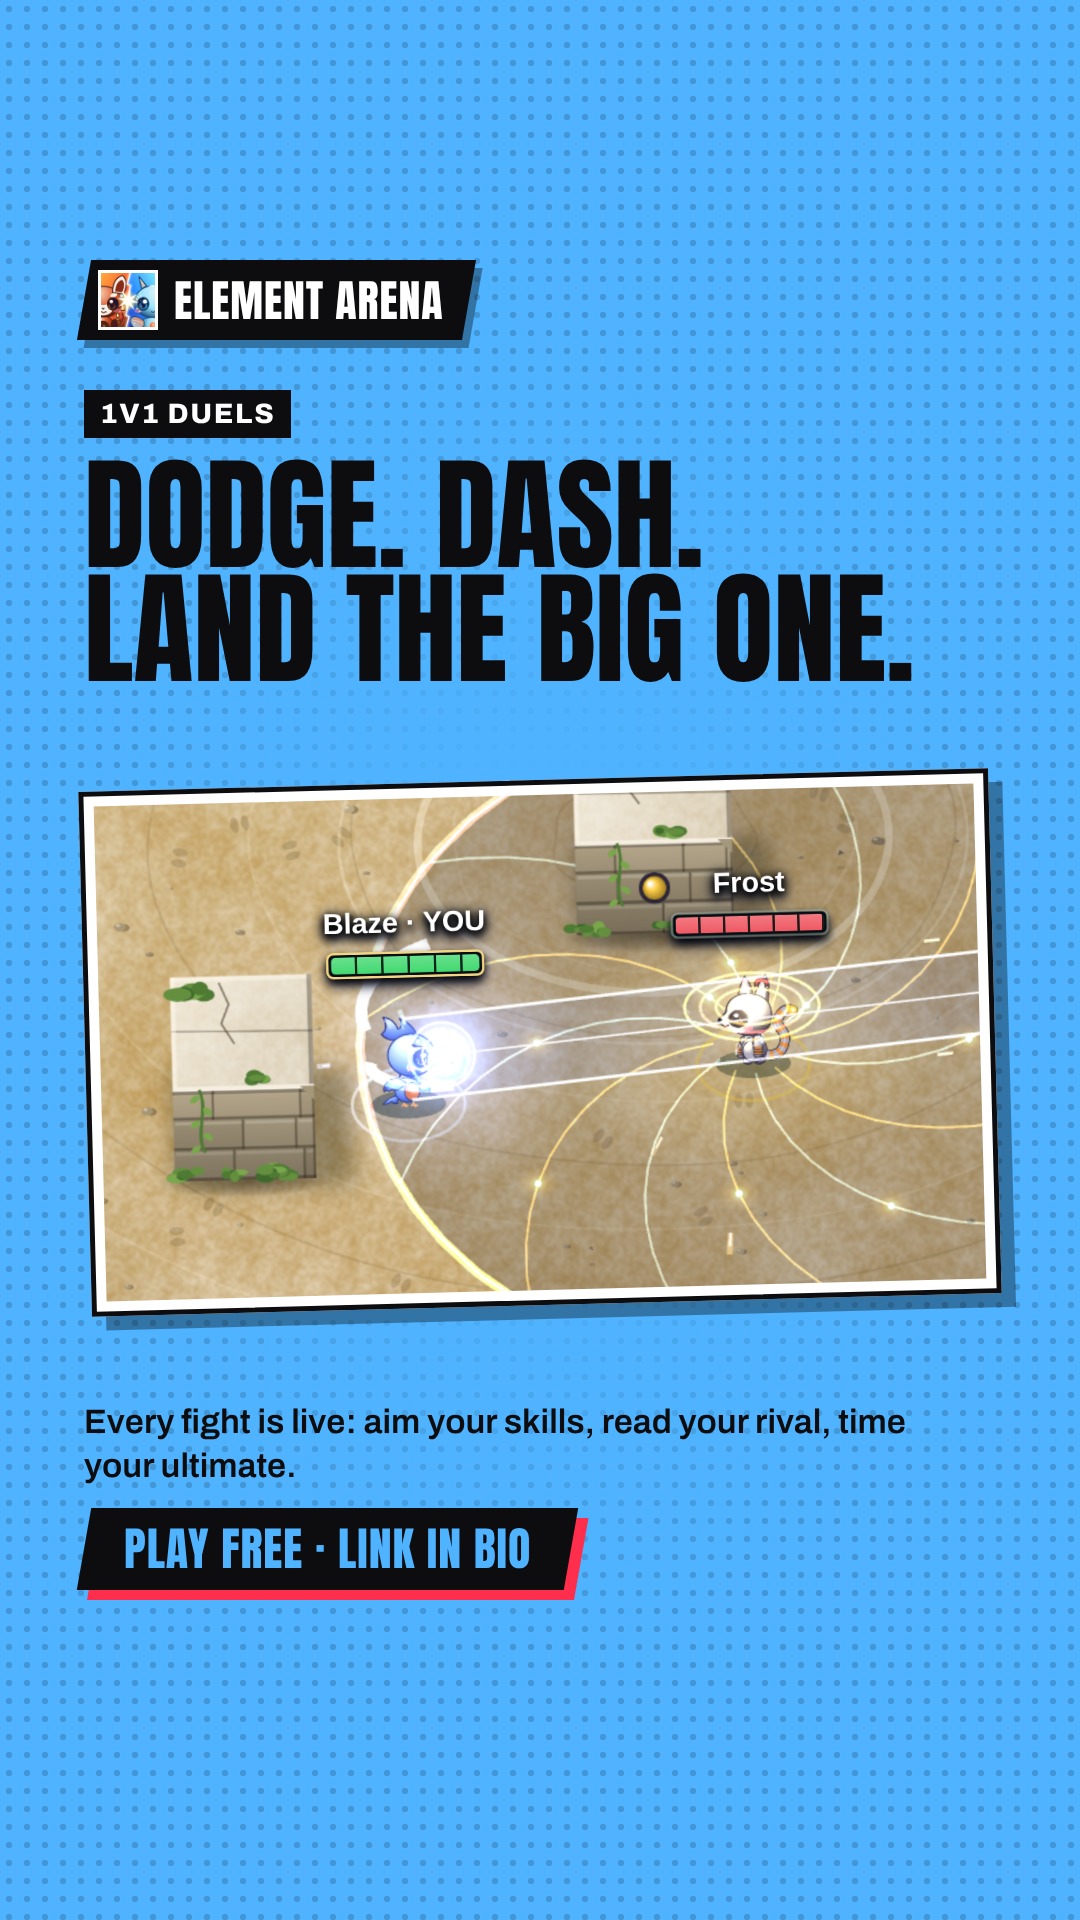 ELEMENT ARENA
1V1 DUELS
DODGE. DASH.
LAND THE BIG ONE.
Frost
Blaze · YOU
Every fight is live: aim your skills, read your rival, time
your ultimate.
PLAY FREE · LINK IN BIO